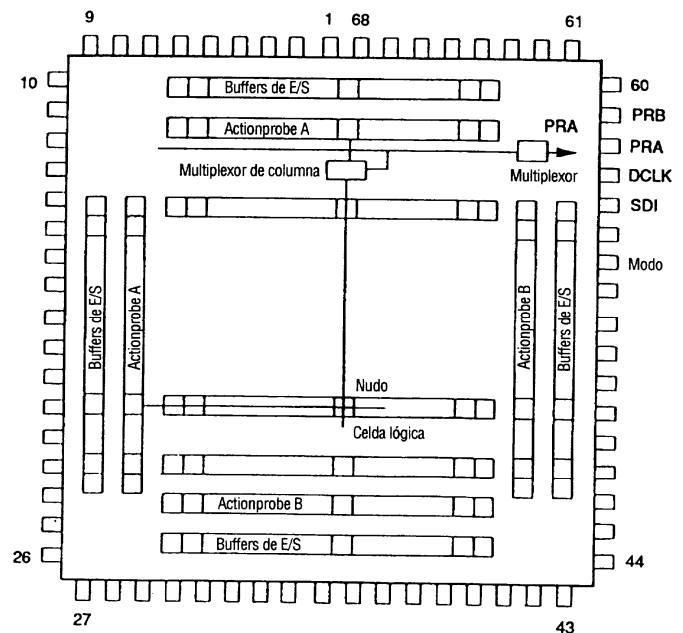 9 1 68 61
10 Buffers de E/S 60
PRB
Actionprobe A PRA PRA
Multiplexor de columna Multiplexor DCLK
SDI
Modo
Buffers de E/S
Actionprobe A
Actionprobe B
Buffers de E/S
Nudo
Celda lógica
Actionprobe B
Buffers de E/S
26 44
27 43